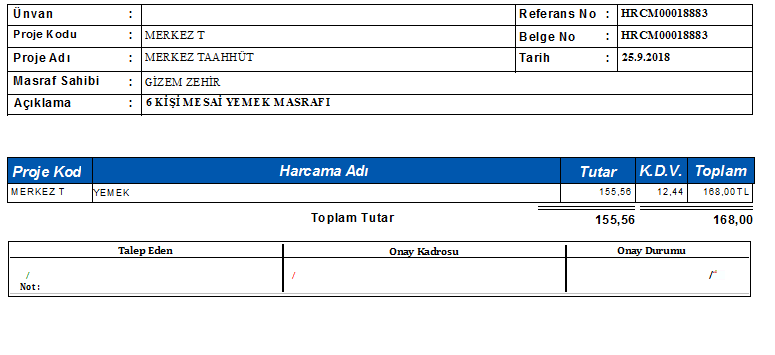 Ünvan : Referans No : HRCM00018883
Proje Kodu : MERKEZ T Belge No : HRCM00018883
Proje Adı : MERKEZ TAAHHÜT Tarih : 25.9.2018
Masraf Sahibi : GİZEM ZEHİR
Açıklama : 6 KİŞİ MESAİ YEMEK MASRAFI
Proje Kod Harcama Adı Tutar K.D.V. Toplam
MERKEZ T YEMEK 155,56 12,44 168,00TL
Toplam Tutar 155,56 168,00
Talep Eden Onay Kadrosu Onay Durumu
/ / /
Not :